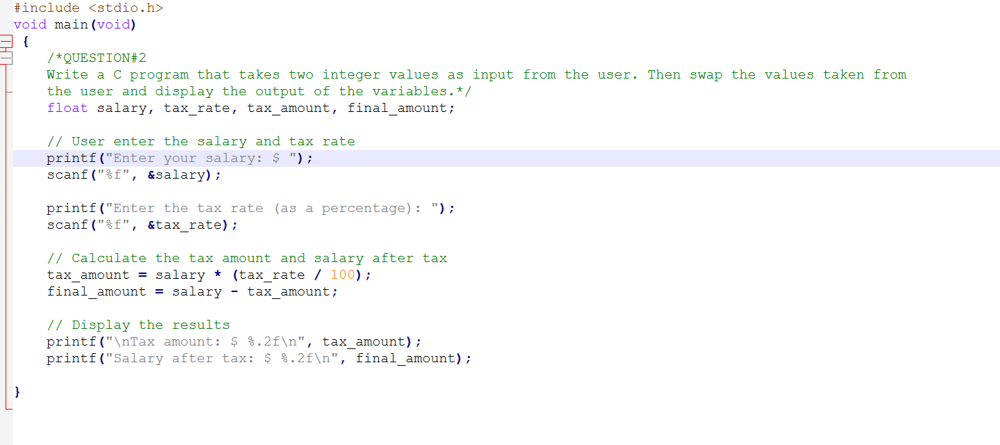 #include <stdio.h>
void main(void)
{
/*QUESTION#2
Write a C program that takes two integer values as input from the user. Then swap the values taken from
the user and display the output of the variables.*/
float salary, tax_rate, tax_amount, final_amount;
// User enter the salary and tax rate
printf("Enter your salary: $ ");
scanf("%f", &salary);
printf("Enter the tax rate (as a percentage): ");
scanf("%f", &tax_rate);
// Calculate the tax amount and salary after tax
tax_amount = salary * (tax_rate / 100);
final_amount = salary - tax_amount;
// Display the results
printf("\nTax amount: $ %.2f\n", tax_amount);
printf("Salary after tax: $ %.2f\n", final_amount);
}